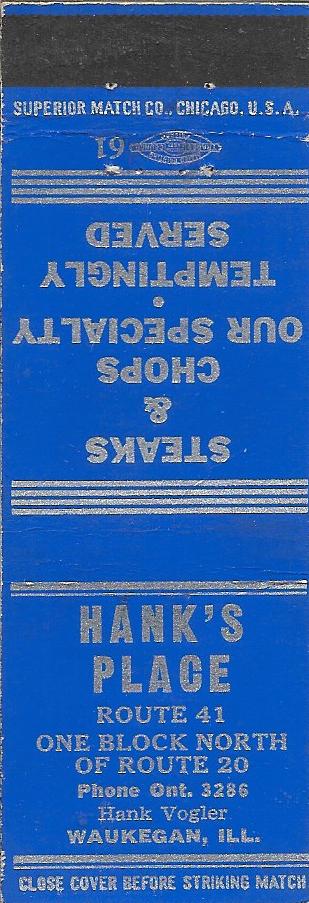 SUPERIOR MATCH CO., CHICAGO, U.S.A.
19
STEAKS
&
CHOPS
OUR SPECIALTY
•
TEMPTINGLY
SERVED
HANK'S
PLACE
ROUTE 41
ONE BLOCK NORTH
OF ROUTE 20
Phone Ont. 3286
Hank Vogler
WAUKEGAN, ILL.
CLOSE COVER BEFORE STRIKING MATCH